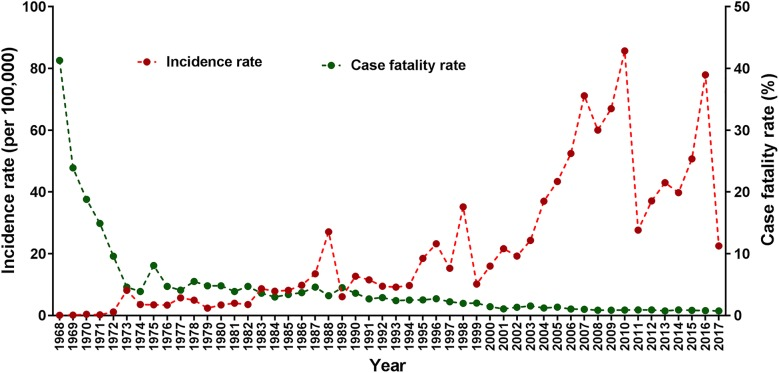 Incidence rate (per 100,000)
100
80
60
40
20
0
Incidence rate
Case fatality rate
50
40
30
20
10
0
Case fatality rate (%)
1968 1969 1970 1971 1972 1973 1974 1975 1976 1977 1978 1979 1980 1981 1982 1983 1984 1985 1986 1987 1988 1989 1990 1991 1992 1993 1994 1995 1996 1997 1998 1999 2000 2001 2002 2003 2004 2005 2006 2007 2008 2009 2010 2011 2012 2013 2014 2015 2016 2017
Year